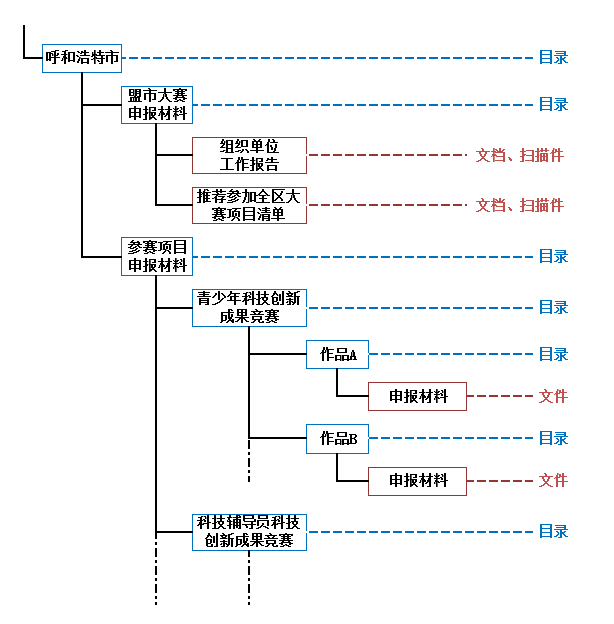 呼和浩特市
目录
盟市大赛
申报材料
目录
组织单位
工作报告
文档、扫描件
推荐参加全区大
赛项目清单
文档、扫描件
参赛项目
申报材料
目录
青少年科技创新
成果竞赛
目录
作品A
目录
申报材料
文件
作品B
目录
申报材料
文件
科技辅导员科技
创新成果竞赛
目录